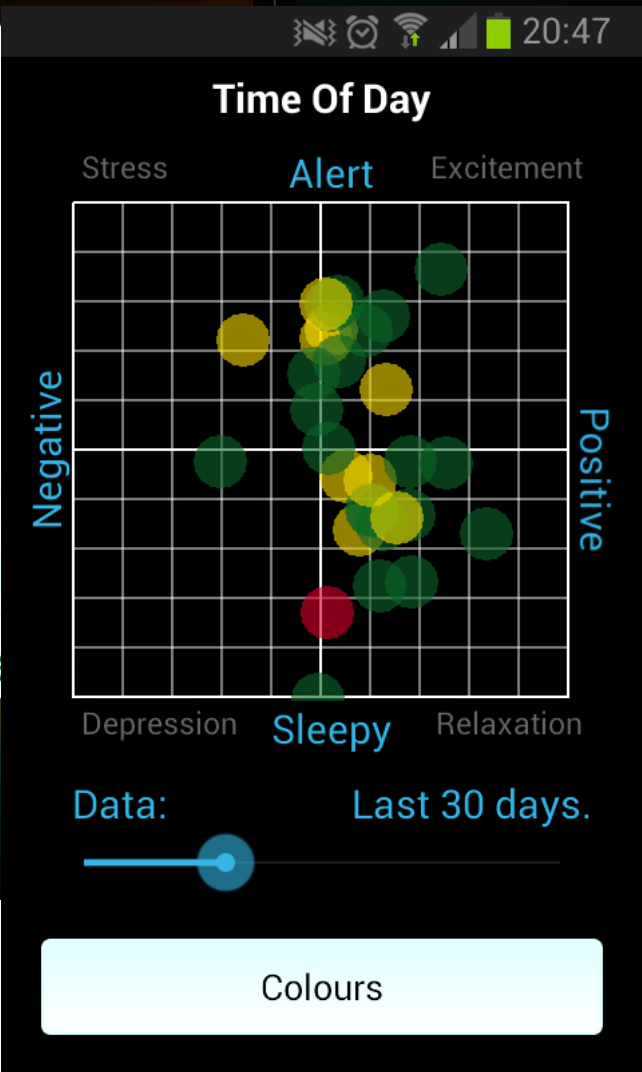 20:47
Time Of Day
Stress
Alert
Excitement
Negative
Positive
Depression
Sleepy
Relaxation
Data:
Last 30 days.
Colours